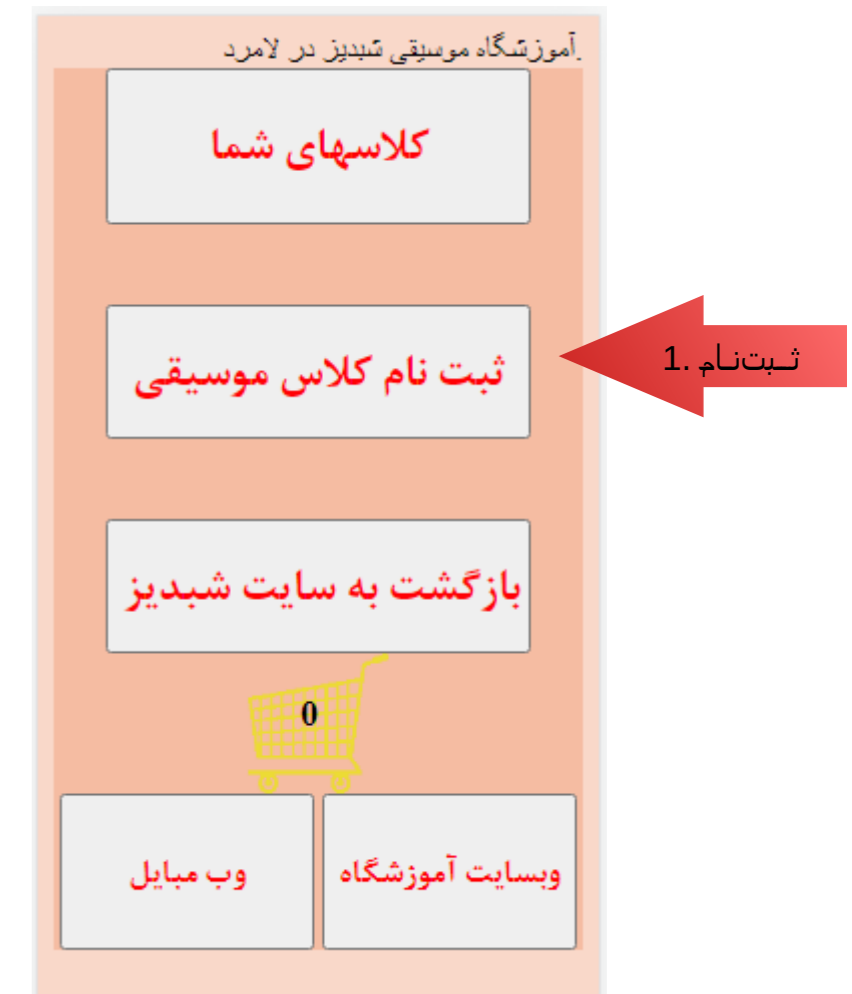 آموزشگاه موسیقی شبدیز در لامرد.
کلاسهای شما
ثبت نام کلاس موسیقی
1. ثبت‌نام
بازگشت به سایت شبدیز
0
وبسایت آموزشگاه
وب مبایل